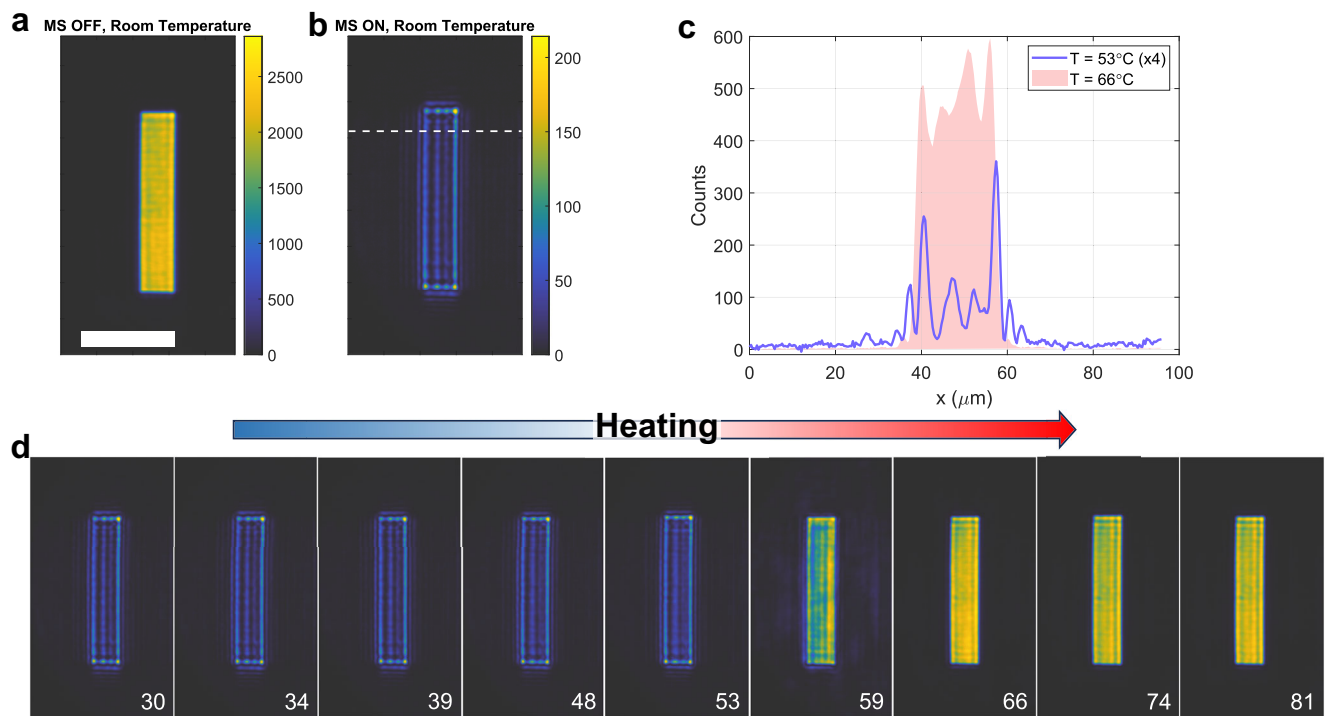 a MS OFF, Room Temperature
2500
2000
1500
1000
500
0
b MS ON, Room Temperature
200
150
100
50
0
c
600
500
400
300
200
100
0
Counts
0 20 40 60 80 100
x (μm)
T = 53°C (x4)
T = 66°C
Heating
d
30 34 39 48 53 59 66 74 81